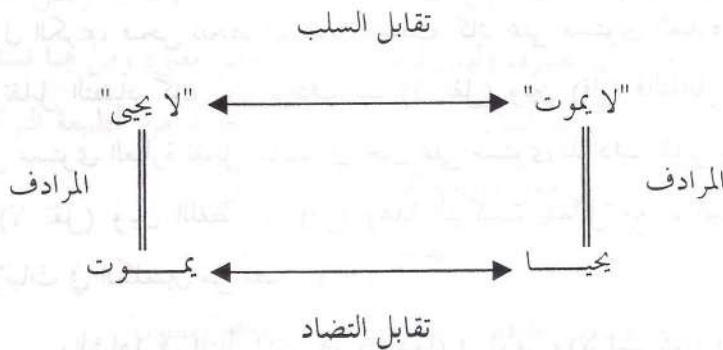 تقابل السلب
"لا يموت" "لا يحيى"
المرادف المرادف
يحيـــا يمـــوت
تقابل التضاد